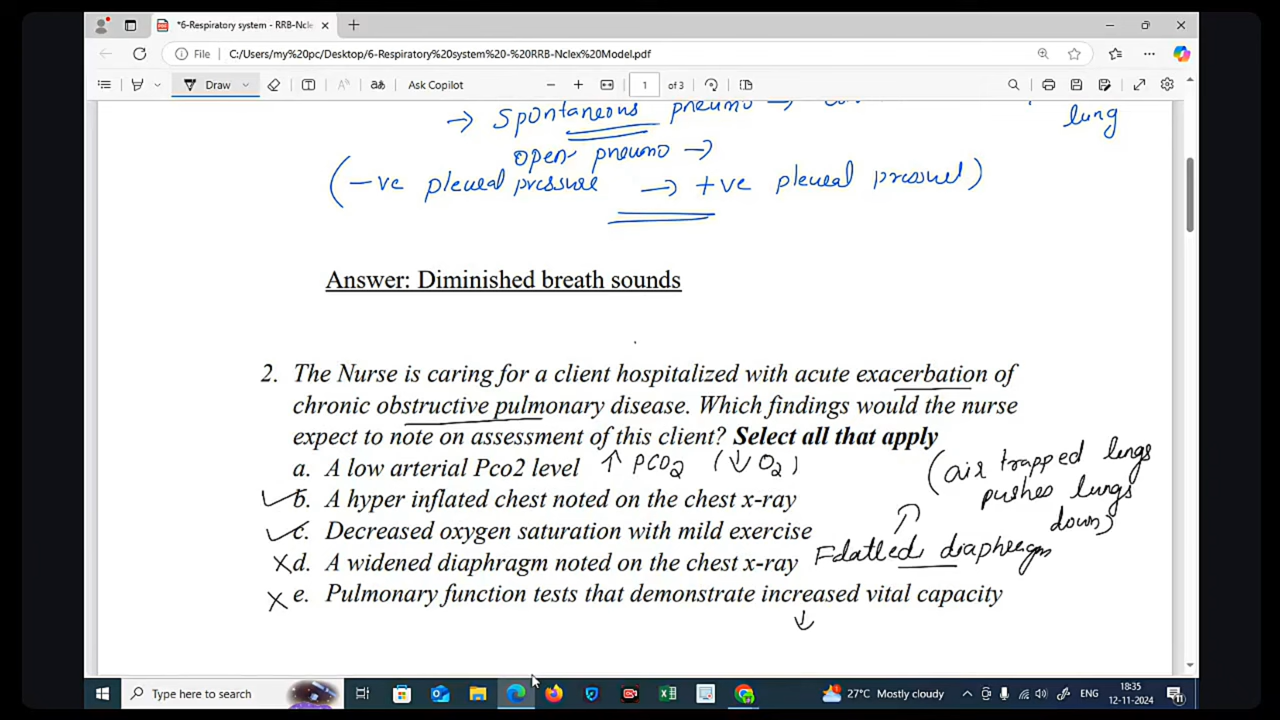 *6-Respiratory system - RRB-Ncle
File C:/Users/my%20pc/Desktop/6-Respiratory%20system%20-%20RRB-Nclex%20Model.pdf
Draw Ask Copilot 1 of 3
→ Spontaneous pneumo →
lung
open pneumo →
(-ve pleural pressure → +ve pleural pressure)
Answer: Diminished breath sounds
2. The Nurse is caring for a client hospitalized with acute exacerbation of
chronic obstructive pulmonary disease. Which findings would the nurse
expect to note on assessment of this client? Select all that apply
a. A low arterial Pco2 level ↑ PCO2 (↓ O2)
b. A hyper inflated chest noted on the chest x-ray
c. Decreased oxygen saturation with mild exercise
d. A widened diaphragm noted on the chest x-ray
e. Pulmonary function tests that demonstrate increased vital capacity
↓
(air trapped lungs
pushes lungs
down)
diaphragm
Type here to search
27°C Mostly cloudy
ENG
18:35
12-11-2024